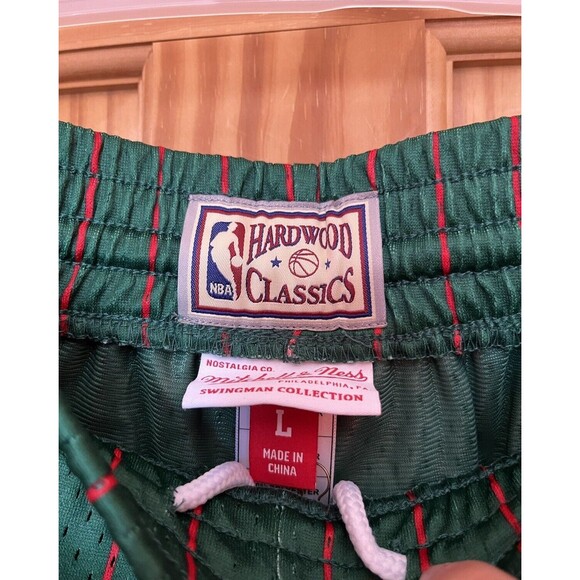 HARDWOOD
NBA
CLASSICS
NOSTALGIA CO.
Mitchell & Ness
PHILADELPHIA, PA
SWINGMAN COLLECTION
L
MADE IN
CHINA